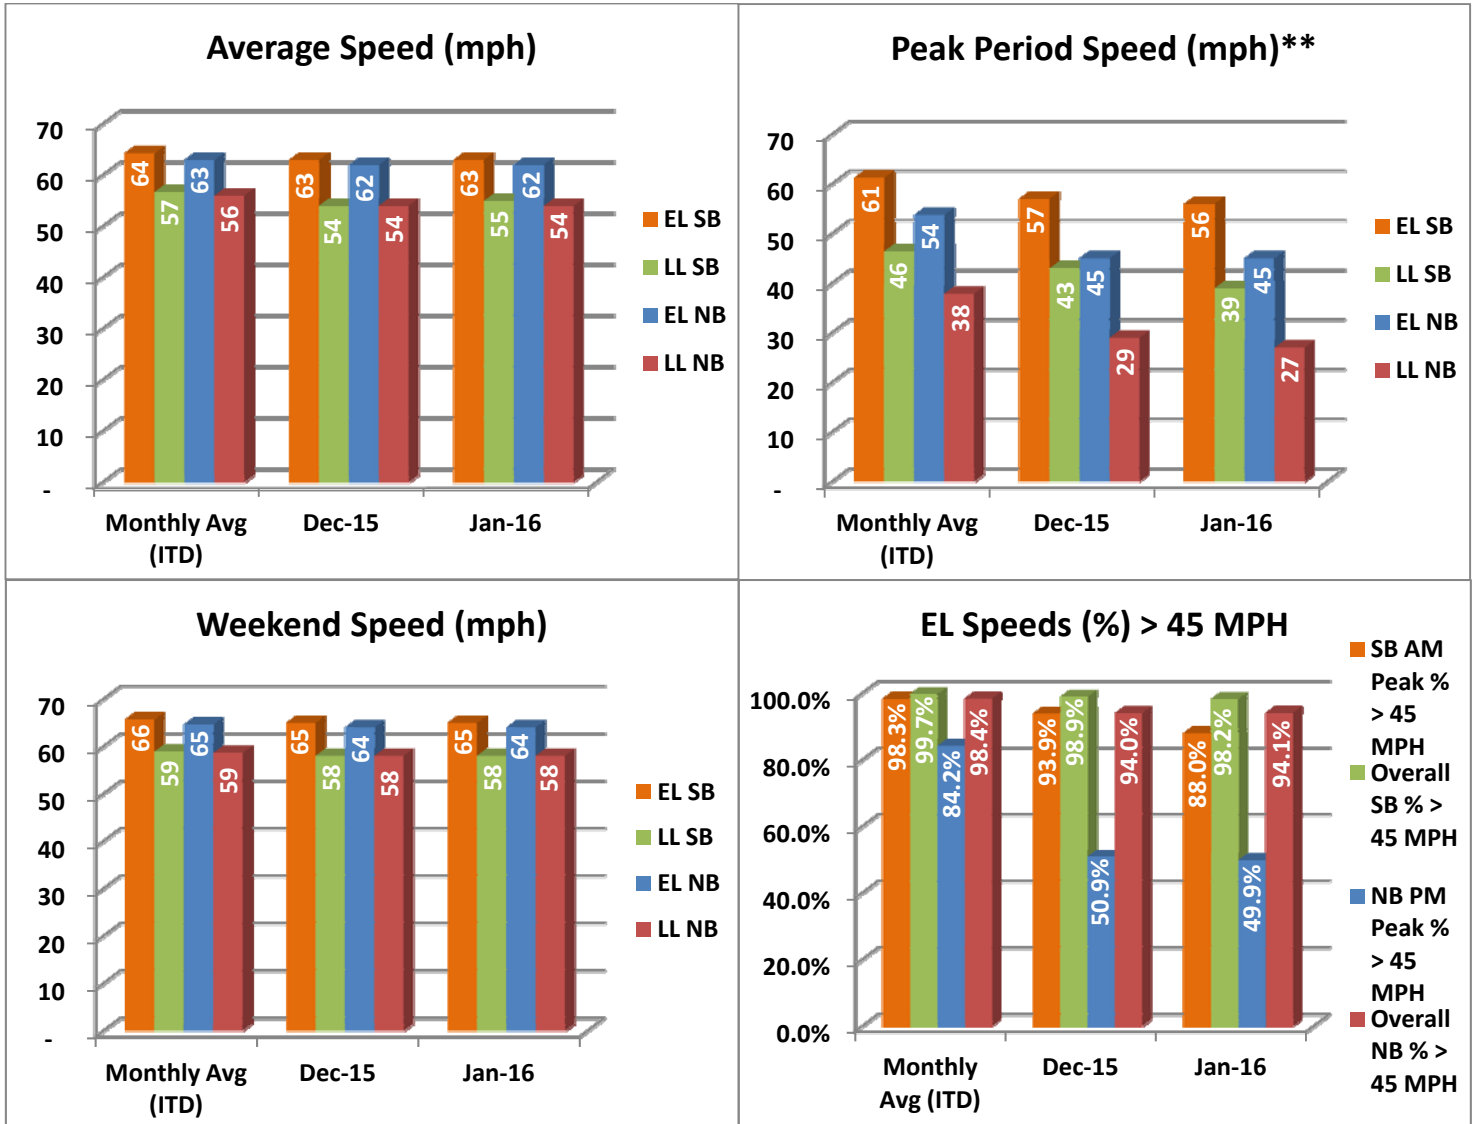 Average Speed (mph)
70
60
50
40
30
20
10
-
64
57
63
56
63
54
62
54
63
55
62
54
Monthly Avg
(ITD)
Dec-15
Jan-16
EL SB
LL SB
EL NB
LL NB
Peak Period Speed (mph)**
70
60
50
40
30
20
10
-
61
46
54
38
57
43
45
29
56
39
45
27
Monthly Avg
(ITD)
Dec-15
Jan-16
EL SB
LL SB
EL NB
LL NB
Weekend Speed (mph)
70
60
50
40
30
20
10
-
66
59
65
59
65
58
64
58
65
58
64
58
Monthly Avg
(ITD)
Dec-15
Jan-16
EL SB
LL SB
EL NB
LL NB
EL Speeds (%) > 45 MPH
100.0%
80.0%
60.0%
40.0%
20.0%
0.0%
98.3%
99.7%
84.2%
98.4%
93.9%
98.9%
50.9%
94.0%
88.0%
98.2%
49.9%
94.1%
Monthly
Avg (ITD)
Dec-15
Jan-16
SB AM
Peak %
> 45
MPH
Overall
SB % >
45 MPH
NB PM
Peak %
> 45
MPH
Overall
NB % >
45 MPH